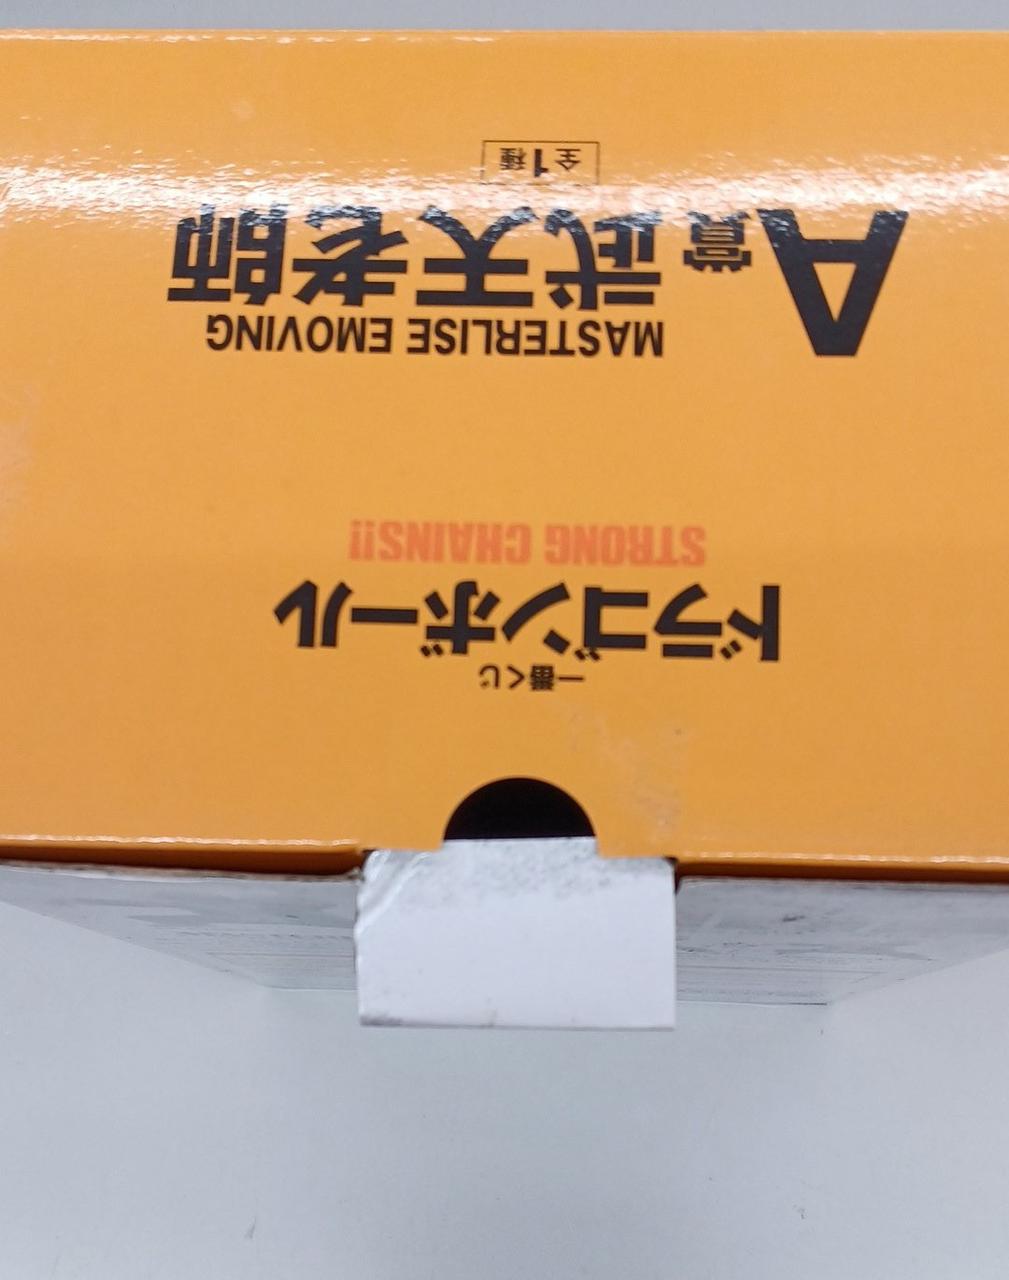 一番くじ
ドラゴンボール
STRONG CHAINS!!
MASTERLISE EMOVING
A賞 武天老師
全1種